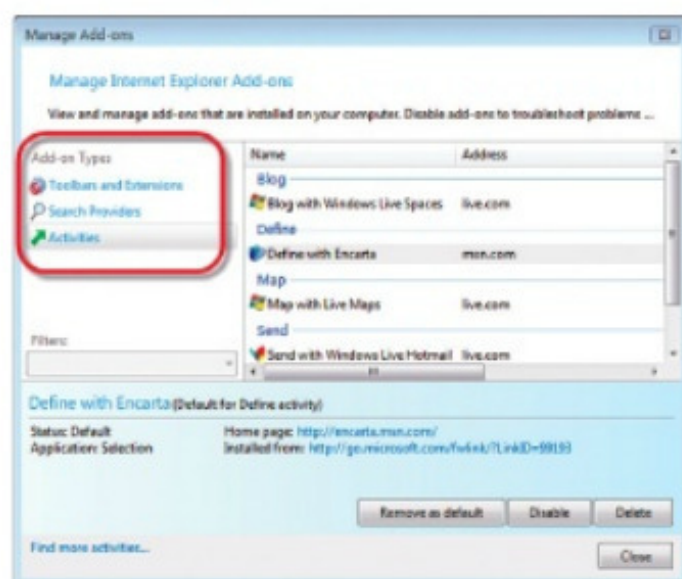 Manage Add-ons
Manage Internet Explorer Add-ons
View and manage add-ons that are installed on your computer. Disable add-ons to troubleshoot problems ...
Add-on Types
Toolbars and Extensions
Search Providers
Activities
Filters:
Name Address
Blog
Blog with Windows Live Spaces live.com
Define
Define with Encarta msn.com
Map
Map with Live Maps live.com
Send
Send with Windows Live Hotmail live.com
Define with Encarta (Default for Define activity)
Status: Default Home page: http://encarta.msn.com/
Application: Selection Installed from: http://go.microsoft.com/fwlink/?LinkID=99193
Remove as default Disable Delete
Find more activities...
Close